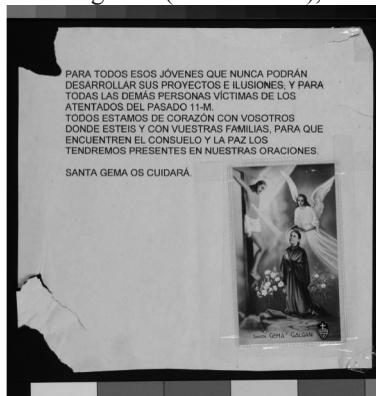 PARA TODOS ESOS JÓVENES QUE NUNCA PODRÁN
DESARROLLAR SUS PROYECTOS E ILUSIONES, Y PARA
TODAS LAS DEMÁS PERSONAS VÍCTIMAS DE LOS
ATENTADOS DEL PASADO 11-M.
TODOS ESTAMOS DE CORAZÓN CON VOSOTROS
DONDE ESTEIS Y CON VUESTRAS FAMILIAS, PARA QUE
ENCUENTREN EL CONSUELO Y LA PAZ LOS
TENDREMOS PRESENTES EN NUESTRAS ORACIONES.
SANTA GEMA OS CUIDARÁ.
SANTA GEMA GALGANI